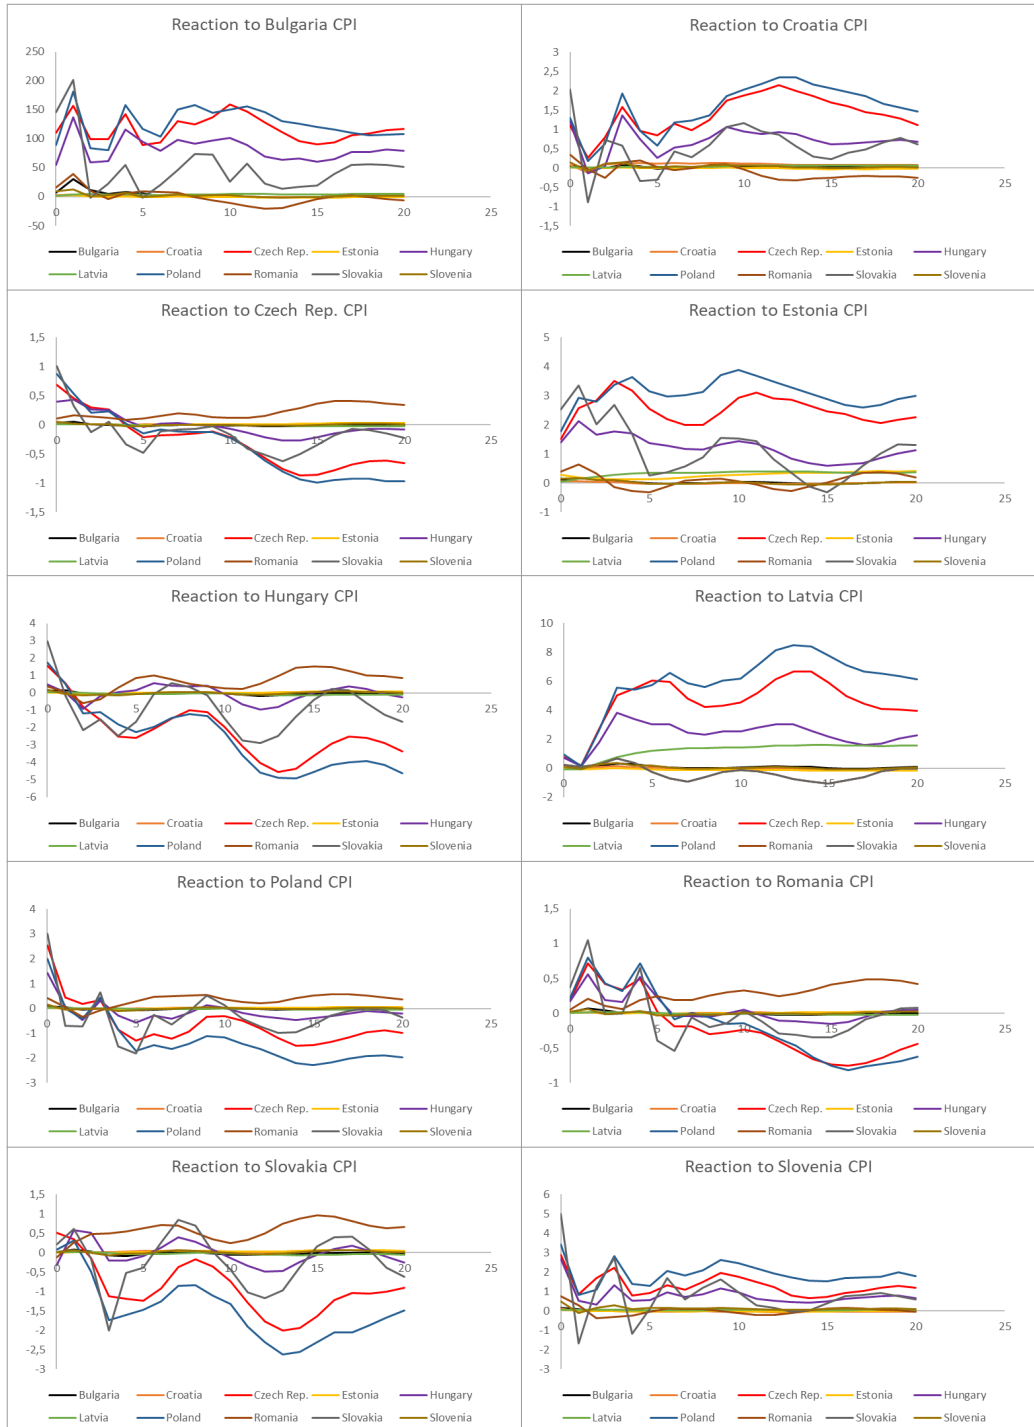 Reaction to Bulgaria CPI
250
200
150
100
50
0
-50
0 5 10 15 20 25
Bulgaria Croatia Czech Rep. Estonia Hungary
Latvia Poland Romania Slovakia Slovenia
Reaction to Croatia CPI
3
2,5
2
1,5
1
0,5
0
-0,5
-1
-1,5
0 5 10 15 20 25
Bulgaria Croatia Czech Rep. Estonia Hungary
Latvia Poland Romania Slovakia Slovenia
Reaction to Czech Rep. CPI
1,5
1
0,5
0
-0,5
-1
-1,5
0 5 10 15 20 25
Bulgaria Croatia Czech Rep. Estonia Hungary
Latvia Poland Romania Slovakia Slovenia
Reaction to Estonia CPI
5
4
3
2
1
0
-1
0 5 10 15 20 25
Bulgaria Croatia Czech Rep. Estonia Hungary
Latvia Poland Romania Slovakia Slovenia
Reaction to Hungary CPI
4
3
2
1
0
-1
-2
-3
-4
-5
-6
0 5 10 15 20 25
Bulgaria Croatia Czech Rep. Estonia Hungary
Latvia Poland Romania Slovakia Slovenia
Reaction to Latvia CPI
10
8
6
4
2
0
-2
0 5 10 15 20 25
Bulgaria Croatia Czech Rep. Estonia Hungary
Latvia Poland Romania Slovakia Slovenia
Reaction to Poland CPI
4
3
2
1
0
-1
-2
-3
0 5 10 15 20 25
Bulgaria Croatia Czech Rep. Estonia Hungary
Latvia Poland Romania Slovakia Slovenia
Reaction to Romania CPI
1,5
1
0,5
0
-0,5
-1
0 5 10 15 20 25
Bulgaria Croatia Czech Rep. Estonia Hungary
Latvia Poland Romania Slovakia Slovenia
Reaction to Slovakia CPI
1,5
1
0,5
0
-0,5
-1
-1,5
-2
-2,5
-3
0 5 10 15 20 25
Bulgaria Croatia Czech Rep. Estonia Hungary
Latvia Poland Romania Slovakia Slovenia
Reaction to Slovenia CPI
6
5
4
3
2
1
0
-1
-2
-3
0 5 10 15 20 25
Bulgaria Croatia Czech Rep. Estonia Hungary
Latvia Poland Romania Slovakia Slovenia